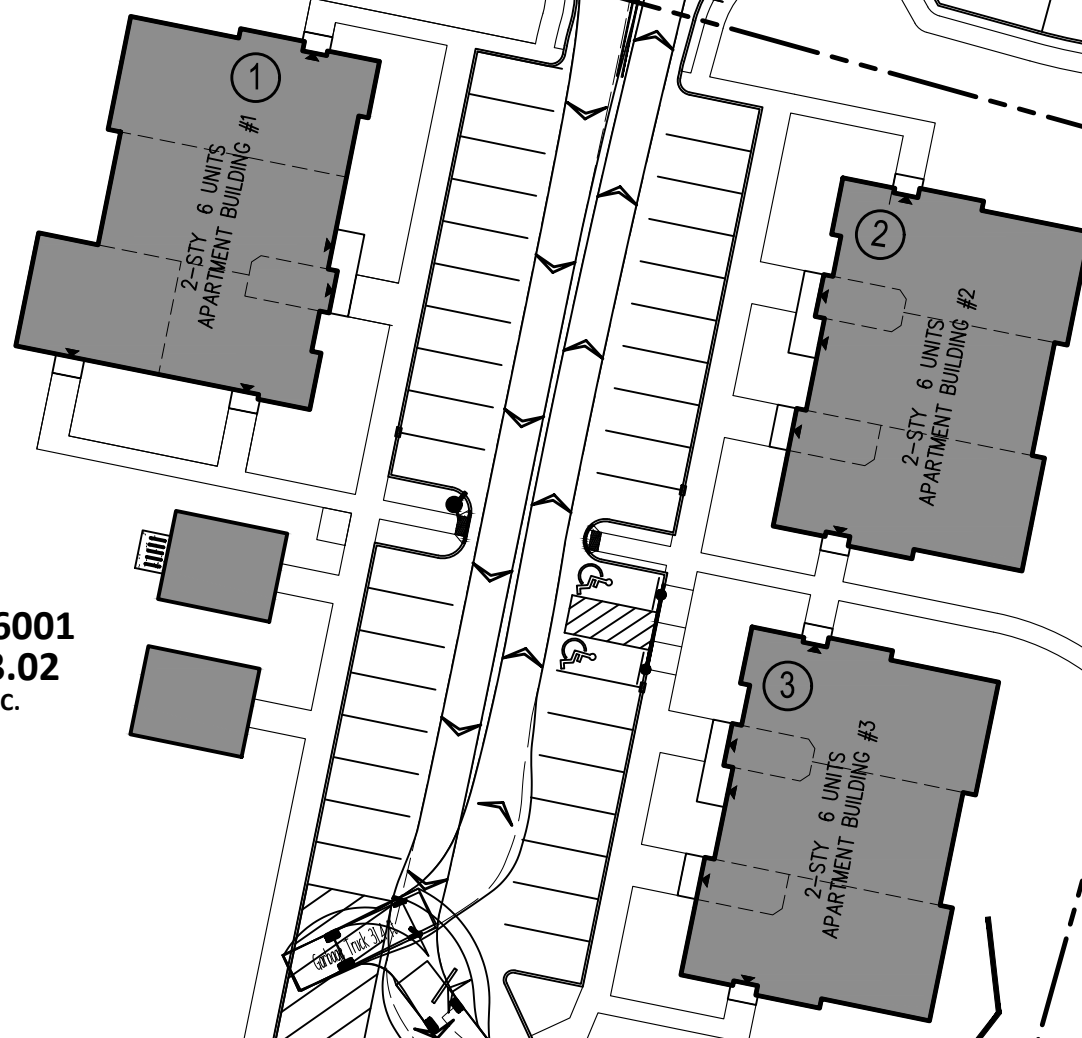 1
2-STY 6 UNITS
APARTMENT BUILDING #1
2
2-STY 6 UNITS
APARTMENT BUILDING #2
6001
3.02
C.
3
2-STY 6 UNITS
APARTMENT BUILDING #3
Garbage Truck